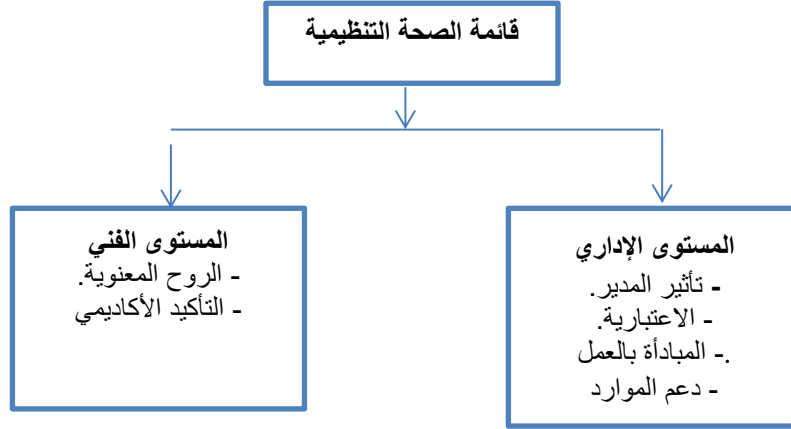 قائمة الصحة التنظيمية
المستوى الإداري
- تأثير المدير.
- الاعتبارية.
.- المبادأة بالعمل
- دعم الموارد
المستوى الفني
- الروح المعنوية.
- التأكيد الأكاديمي